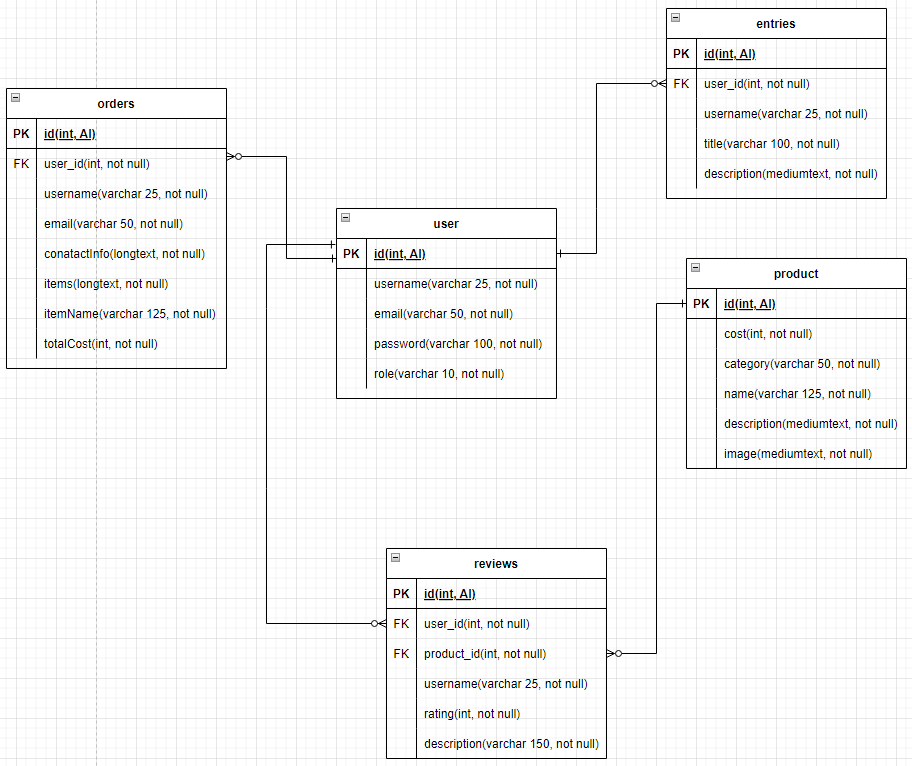 entries
PK id(int, AI)
FK user_id(int, not null)
username(varchar 25, not null)
title(varchar 100, not null)
description(mediumtext, not null)
orders
PK id(int, AI)
FK user_id(int, not null)
username(varchar 25, not null)
email(varchar 50, not null)
conatactInfo(longtext, not null)
items(longtext, not null)
itemName(varchar 125, not null)
totalCost(int, not null)
user
PK id(int, AI)
username(varchar 25, not null)
email(varchar 50, not null)
password(varchar 100, not null)
role(varchar 10, not null)
product
PK id(int, AI)
cost(int, not null)
category(varchar 50, not null)
name(varchar 125, not null)
description(mediumtext, not null)
image(mediumtext, not null)
reviews
PK id(int, AI)
FK user_id(int, not null)
FK product_id(int, not null)
username(varchar 25, not null)
rating(int, not null)
description(varchar 150, not null)